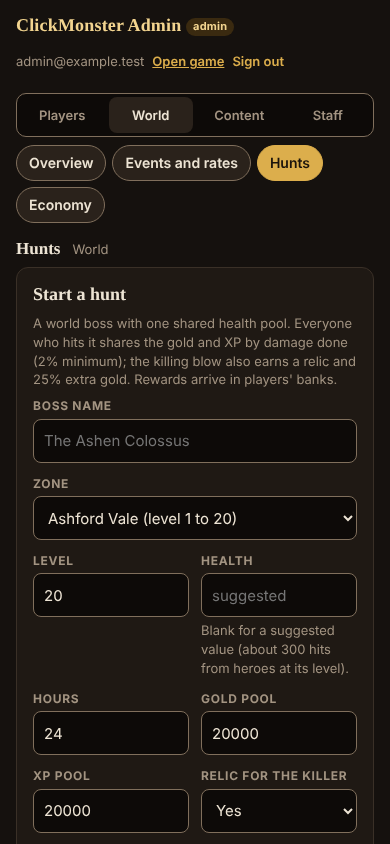 ClickMonster Admin admin
admin@example.test Open game Sign out
Players World Content Staff
Overview Events and rates Hunts
Economy
Hunts World
Start a hunt
A world boss with one shared health pool. Everyone
who hits it shares the gold and XP by damage done
(2% minimum); the killing blow also earns a relic and
25% extra gold. Rewards arrive in players' banks.
BOSS NAME
The Ashen Colossus
ZONE
Ashford Vale (level 1 to 20)
LEVEL HEALTH
20 suggested
Blank for a suggested
value (about 300 hits
from heroes at its level).
HOURS GOLD POOL
24 20000
XP POOL RELIC FOR THE KILLER
20000 Yes